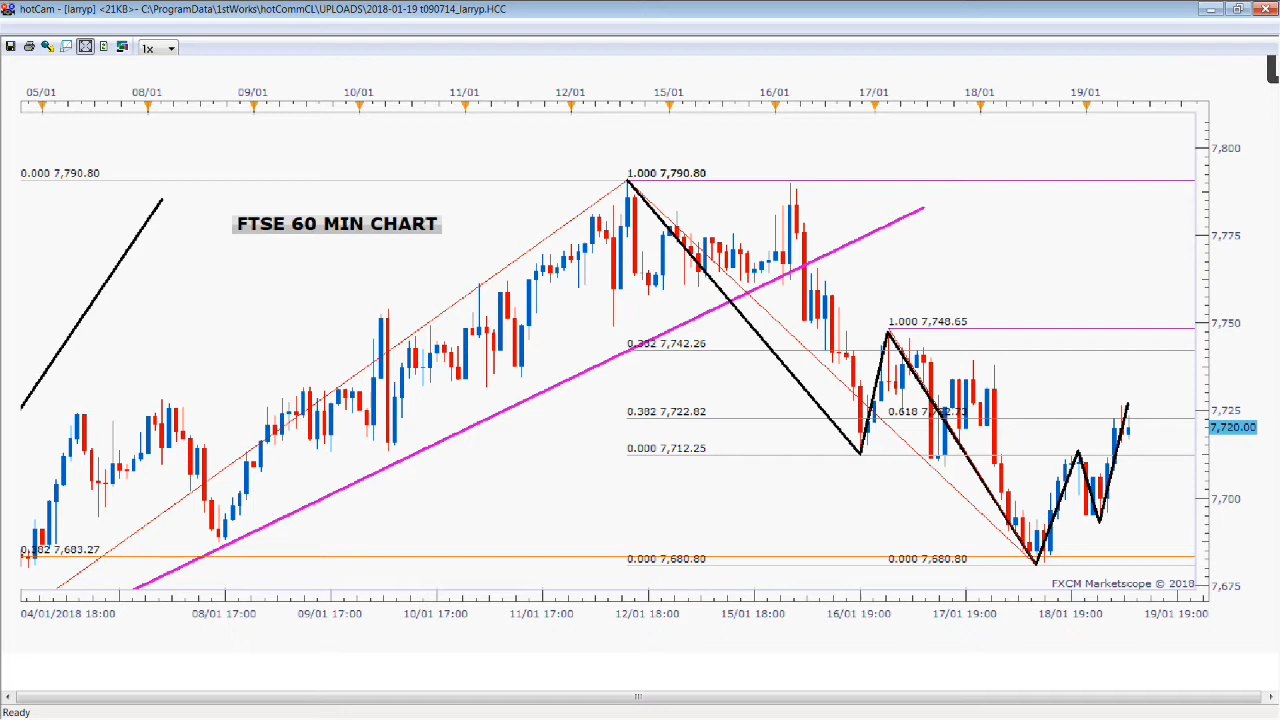 hotCam - [larryp] <21KB>- C:\ProgramData\1stWorks\hotCommCL\UPLOADS\2018-01-19 t090714_larryp.HCC
1x
05/01 08/01 09/01 10/01 11/01 12/01 15/01 16/01 17/01 18/01 19/01
7,800
0.000 7,790.80 1.000 7,790.80
FTSE 60 MIN CHART
7,775
1.000 7,748.65
7,750
7,742.26
0.382 7,722.82 0.618
7,725
7,720.00
0.000 7,712.25
7,700
0.382 7,683.27
0.000 7,680.80 0.000 7,680.80
FXCM Marketscope © 2018
7,675
04/01/2018 18:00 08/01 17:00 09/01 17:00 10/01 17:00 11/01 17:00 12/01 18:00 15/01 18:00 16/01 19:00 17/01 19:00 18/01 19:00 19/01 19:00
Ready